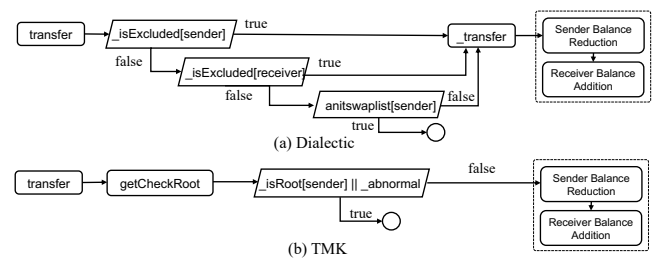 transfer
_isExcluded[sender]
true
_transfer
Sender Balance
Reduction
false
_isExcluded[receiver]
true
Receiver Balance
Addition
false
anitswaplist[sender]
false
true
(a) Dialectic
transfer
getCheckRoot
_isRoot[sender] || _abnormal
false
Sender Balance
Reduction
true
Receiver Balance
Addition
(b) TMK